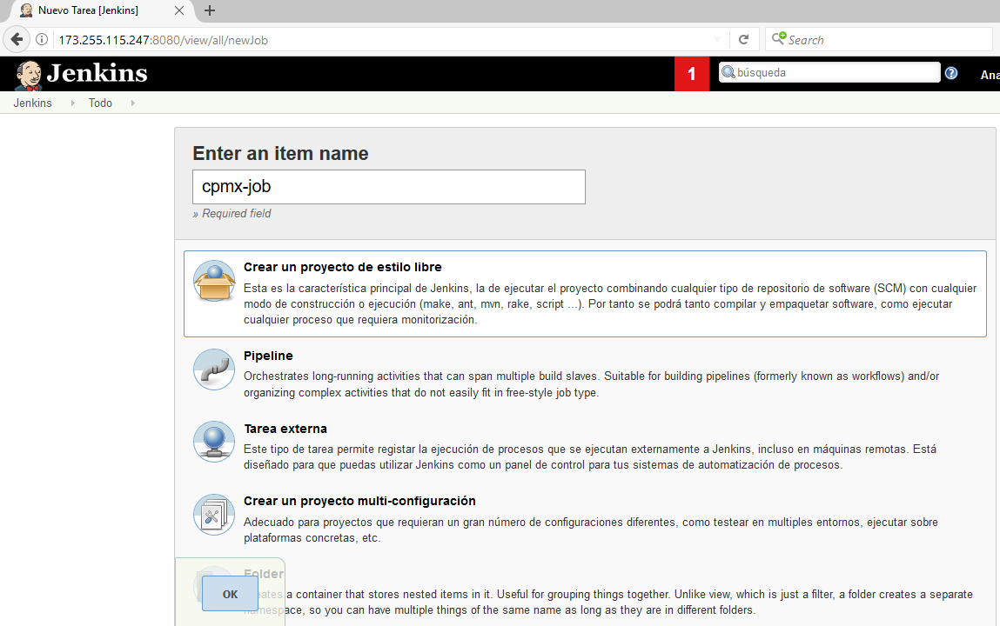 Nuevo Tarea [Jenkins]
173.255.115.247:8080/view/all/newJob
Search
Jenkins
1
búsqueda
Jenkins
Todo
Enter an item name
cpmx-job
» Required field
Crear un proyecto de estilo libre
Esta es la característica principal de Jenkins, la de ejecutar el proyecto combinando cualquier tipo de repositorio de software (SCM) con cualquier
modo de construcción o ejecución (make, ant, mvn, rake, script ...). Por tanto se podrá tanto compilar y empaquetar software, como ejecutar
cualquier proceso que requiera monitorización.
Pipeline
Orchestrates long-running activities that can span multiple build slaves. Suitable for building pipelines (formerly known as workflows) and/or
organizing complex activities that do not easily fit in free-style job type.
Tarea externa
Este tipo de tarea permite registar la ejecución de procesos que se ejecutan externamente a Jenkins, incluso en máquinas remotas. Está
diseñado para que puedas utilizar Jenkins como un panel de control para tus sistemas de automatización de procesos.
Crear un proyecto multi-configuración
Adecuado para proyectos que requieran un gran número de configuraciones diferentes, como testear en multiples entornos, ejecutar sobre
plataformas concretas, etc.
Folder
a container that stores nested items in it. Useful for grouping things together. Unlike view, which is just a filter, a folder creates a separate
OK
namespace, so you can have multiple things of the same name as long as they are in different folders.